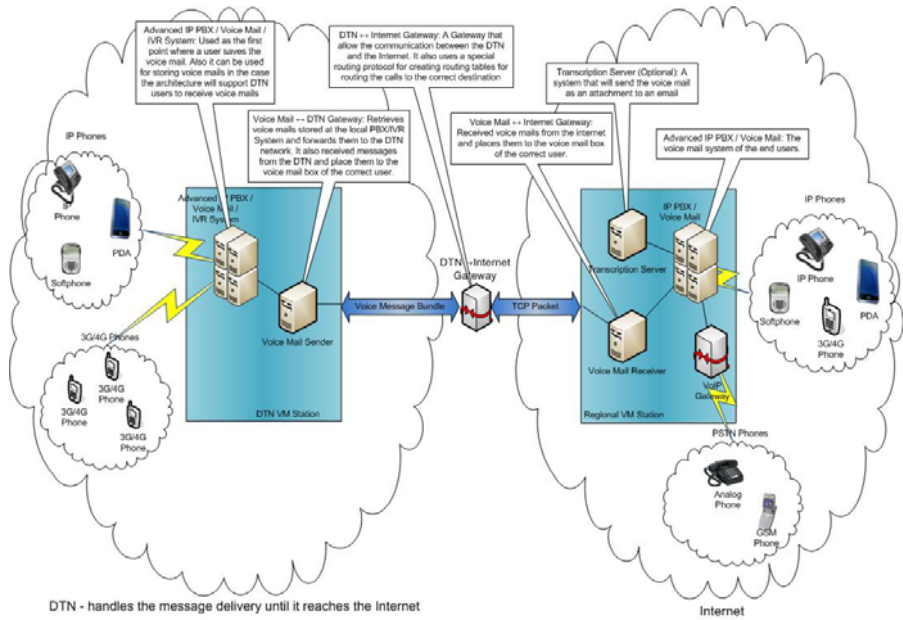 Advanced IP PBX / Voice Mail /
IVR System: Used as the first
point where a user saves the
voice mail. Also it can be used
for storing voice mails in the case
the architecture will support DTN
users to receive voice mails
DTN ↔ Internet Gateway: A Gateway that
allow the communication between the DTN
and the Internet. It also uses a special
routing protocol for creating routing tables for
routing the calls to the correct destination
Transcription Server (Optional): A
system that will send the voice mail
as an attachment to an email
Voice Mail ↔ DTN Gateway: Retrieves
voice mails stored at the local PBX/IVR
System and forwards them to the DTN
network. It also received messages
from the DTN and place them to the
voice mail box of the correct user.
Voice Mail ↔ Internet Gateway:
Received voice mails from the internet
and places them to the voice mail box
of the correct user.
Advanced IP PBX / Voice Mail: The
voice mail system of the end users.
IP Phones
IP
Phone
PDA
Softphone
3G/4G Phones
3G/4G
Phone
3G/4G
Phone
3G/4G
Phone
Advanced IP PBX /
Voice Mail /
IVR System
Voice Mail Sender
DTN VM Station
Voice Message Bundle
DTN↔Internet
Gateway
TCP Packet
IP PBX /
Voice Mail
Transcription Server
Voice Mail Receiver
VoIP
Gateway
Regional VM Station
IP Phones
IP Phone
Softphone
PDA
3G/4G
Phone
PSTN Phones
Analog
Phone
GSM
Phone
DTN - handles the message delivery until it reaches the Internet
Internet